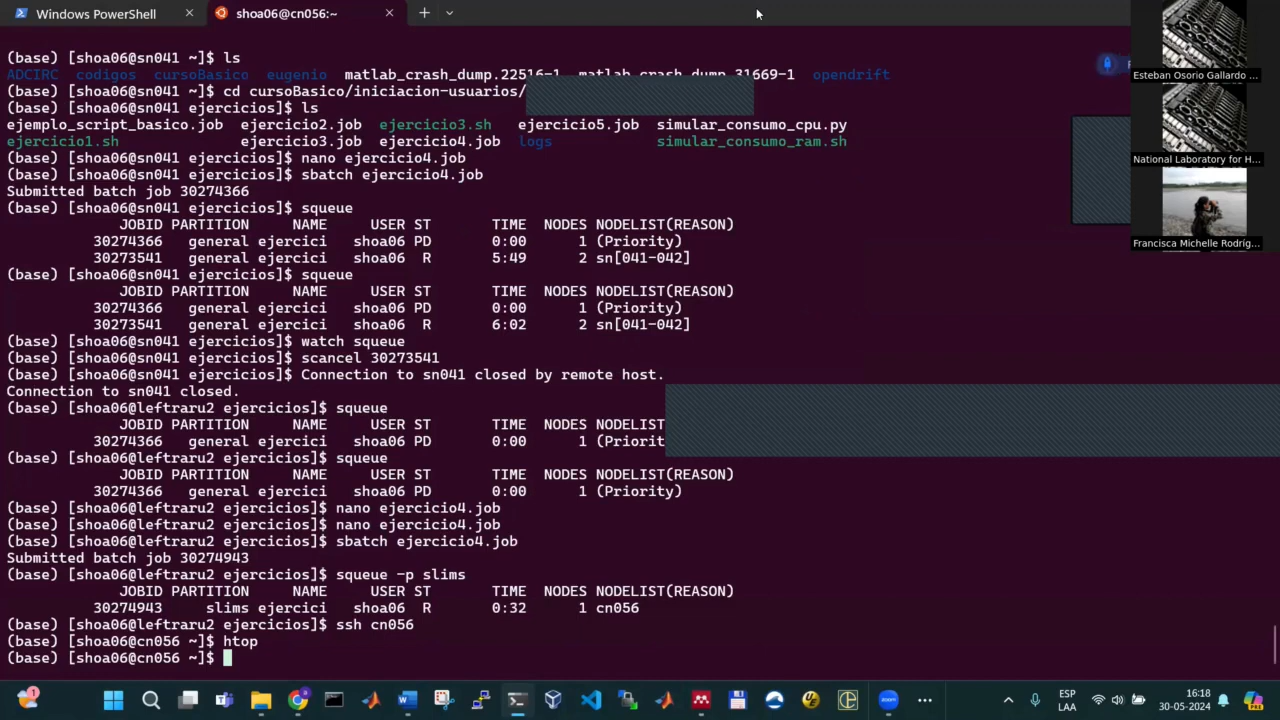 Windows PowerShell
shoa06@cn056:~
(base) [shoa06@sn041 ~]$ ls
ADCIRC codigos cursoBasico eugenio matlab_crash_dump.22516-1 matlab_crash_dump.31669-1 opendrift
(base) [shoa06@sn041 ~]$ cd cursoBasico/iniciacion-usuarios/
(base) [shoa06@sn041 ejercicios]$ ls
ejemplo_script_basico.job ejercicio2.job ejercicio3.sh ejercicio5.job simular_consumo_cpu.py
ejercicio1.sh ejercicio3.job ejercicio4.job logs simular_consumo_ram.sh
(base) [shoa06@sn041 ejercicios]$ nano ejercicio4.job
(base) [shoa06@sn041 ejercicios]$ sbatch ejercicio4.job
Submitted batch job 30274366
(base) [shoa06@sn041 ejercicios]$ squeue
JOBID PARTITION NAME USER ST TIME NODES NODELIST(REASON)
30274366 general ejercici shoa06 PD 0:00 1 (Priority)
30273541 general ejercici shoa06 R 5:49 2 sn[041-042]
(base) [shoa06@sn041 ejercicios]$ squeue
JOBID PARTITION NAME USER ST TIME NODES NODELIST(REASON)
30274366 general ejercici shoa06 PD 0:00 1 (Priority)
30273541 general ejercici shoa06 R 6:02 2 sn[041-042]
(base) [shoa06@sn041 ejercicios]$ watch squeue
(base) [shoa06@sn041 ejercicios]$ scancel 30273541
(base) [shoa06@sn041 ejercicios]$ Connection to sn041 closed by remote host.
Connection to sn041 closed.
(base) [shoa06@leftraru2 ejercicios]$ squeue
JOBID PARTITION NAME USER ST TIME NODES NODELIST
30274366 general ejercici shoa06 PD 0:00 1 (Priorit
(base) [shoa06@leftraru2 ejercicios]$ squeue
JOBID PARTITION NAME USER ST TIME NODES NODELIST(REASON)
30274366 general ejercici shoa06 PD 0:00 1 (Priority)
(base) [shoa06@leftraru2 ejercicios]$ nano ejercicio4.job
(base) [shoa06@leftraru2 ejercicios]$ nano ejercicio4.job
(base) [shoa06@leftraru2 ejercicios]$ sbatch ejercicio4.job
Submitted batch job 30274943
(base) [shoa06@leftraru2 ejercicios]$ squeue -p slims
JOBID PARTITION NAME USER ST TIME NODES NODELIST(REASON)
30274943 slims ejercici shoa06 R 0:32 1 cn056
(base) [shoa06@leftraru2 ejercicios]$ ssh cn056
(base) [shoa06@cn056 ~]$ htop
(base) [shoa06@cn056 ~]$
Esteban Osorio Gallardo ...
National Laboratory for H...
Francisca Michelle Rodríg...
ESP
LAA
16:18
30-05-2024